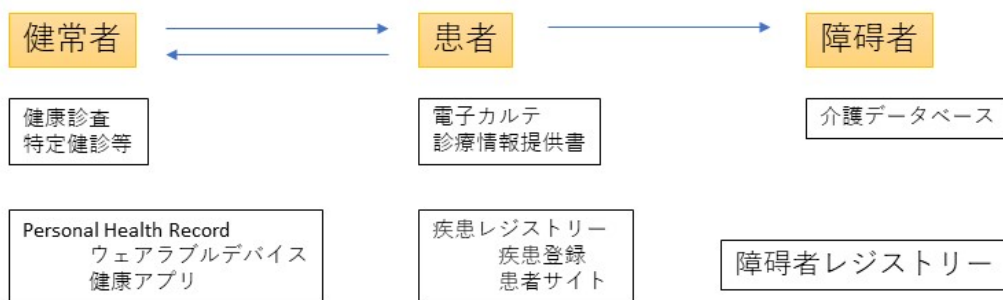 健常者
患者
障碍者
健康診査
特定健診等
電子カルテ
診療情報提供書
介護データベース
Personal Health Record
ウェアラブルデバイス
健康アプリ
疾患レジストリー
疾患登録
患者サイト
障碍者レジストリー